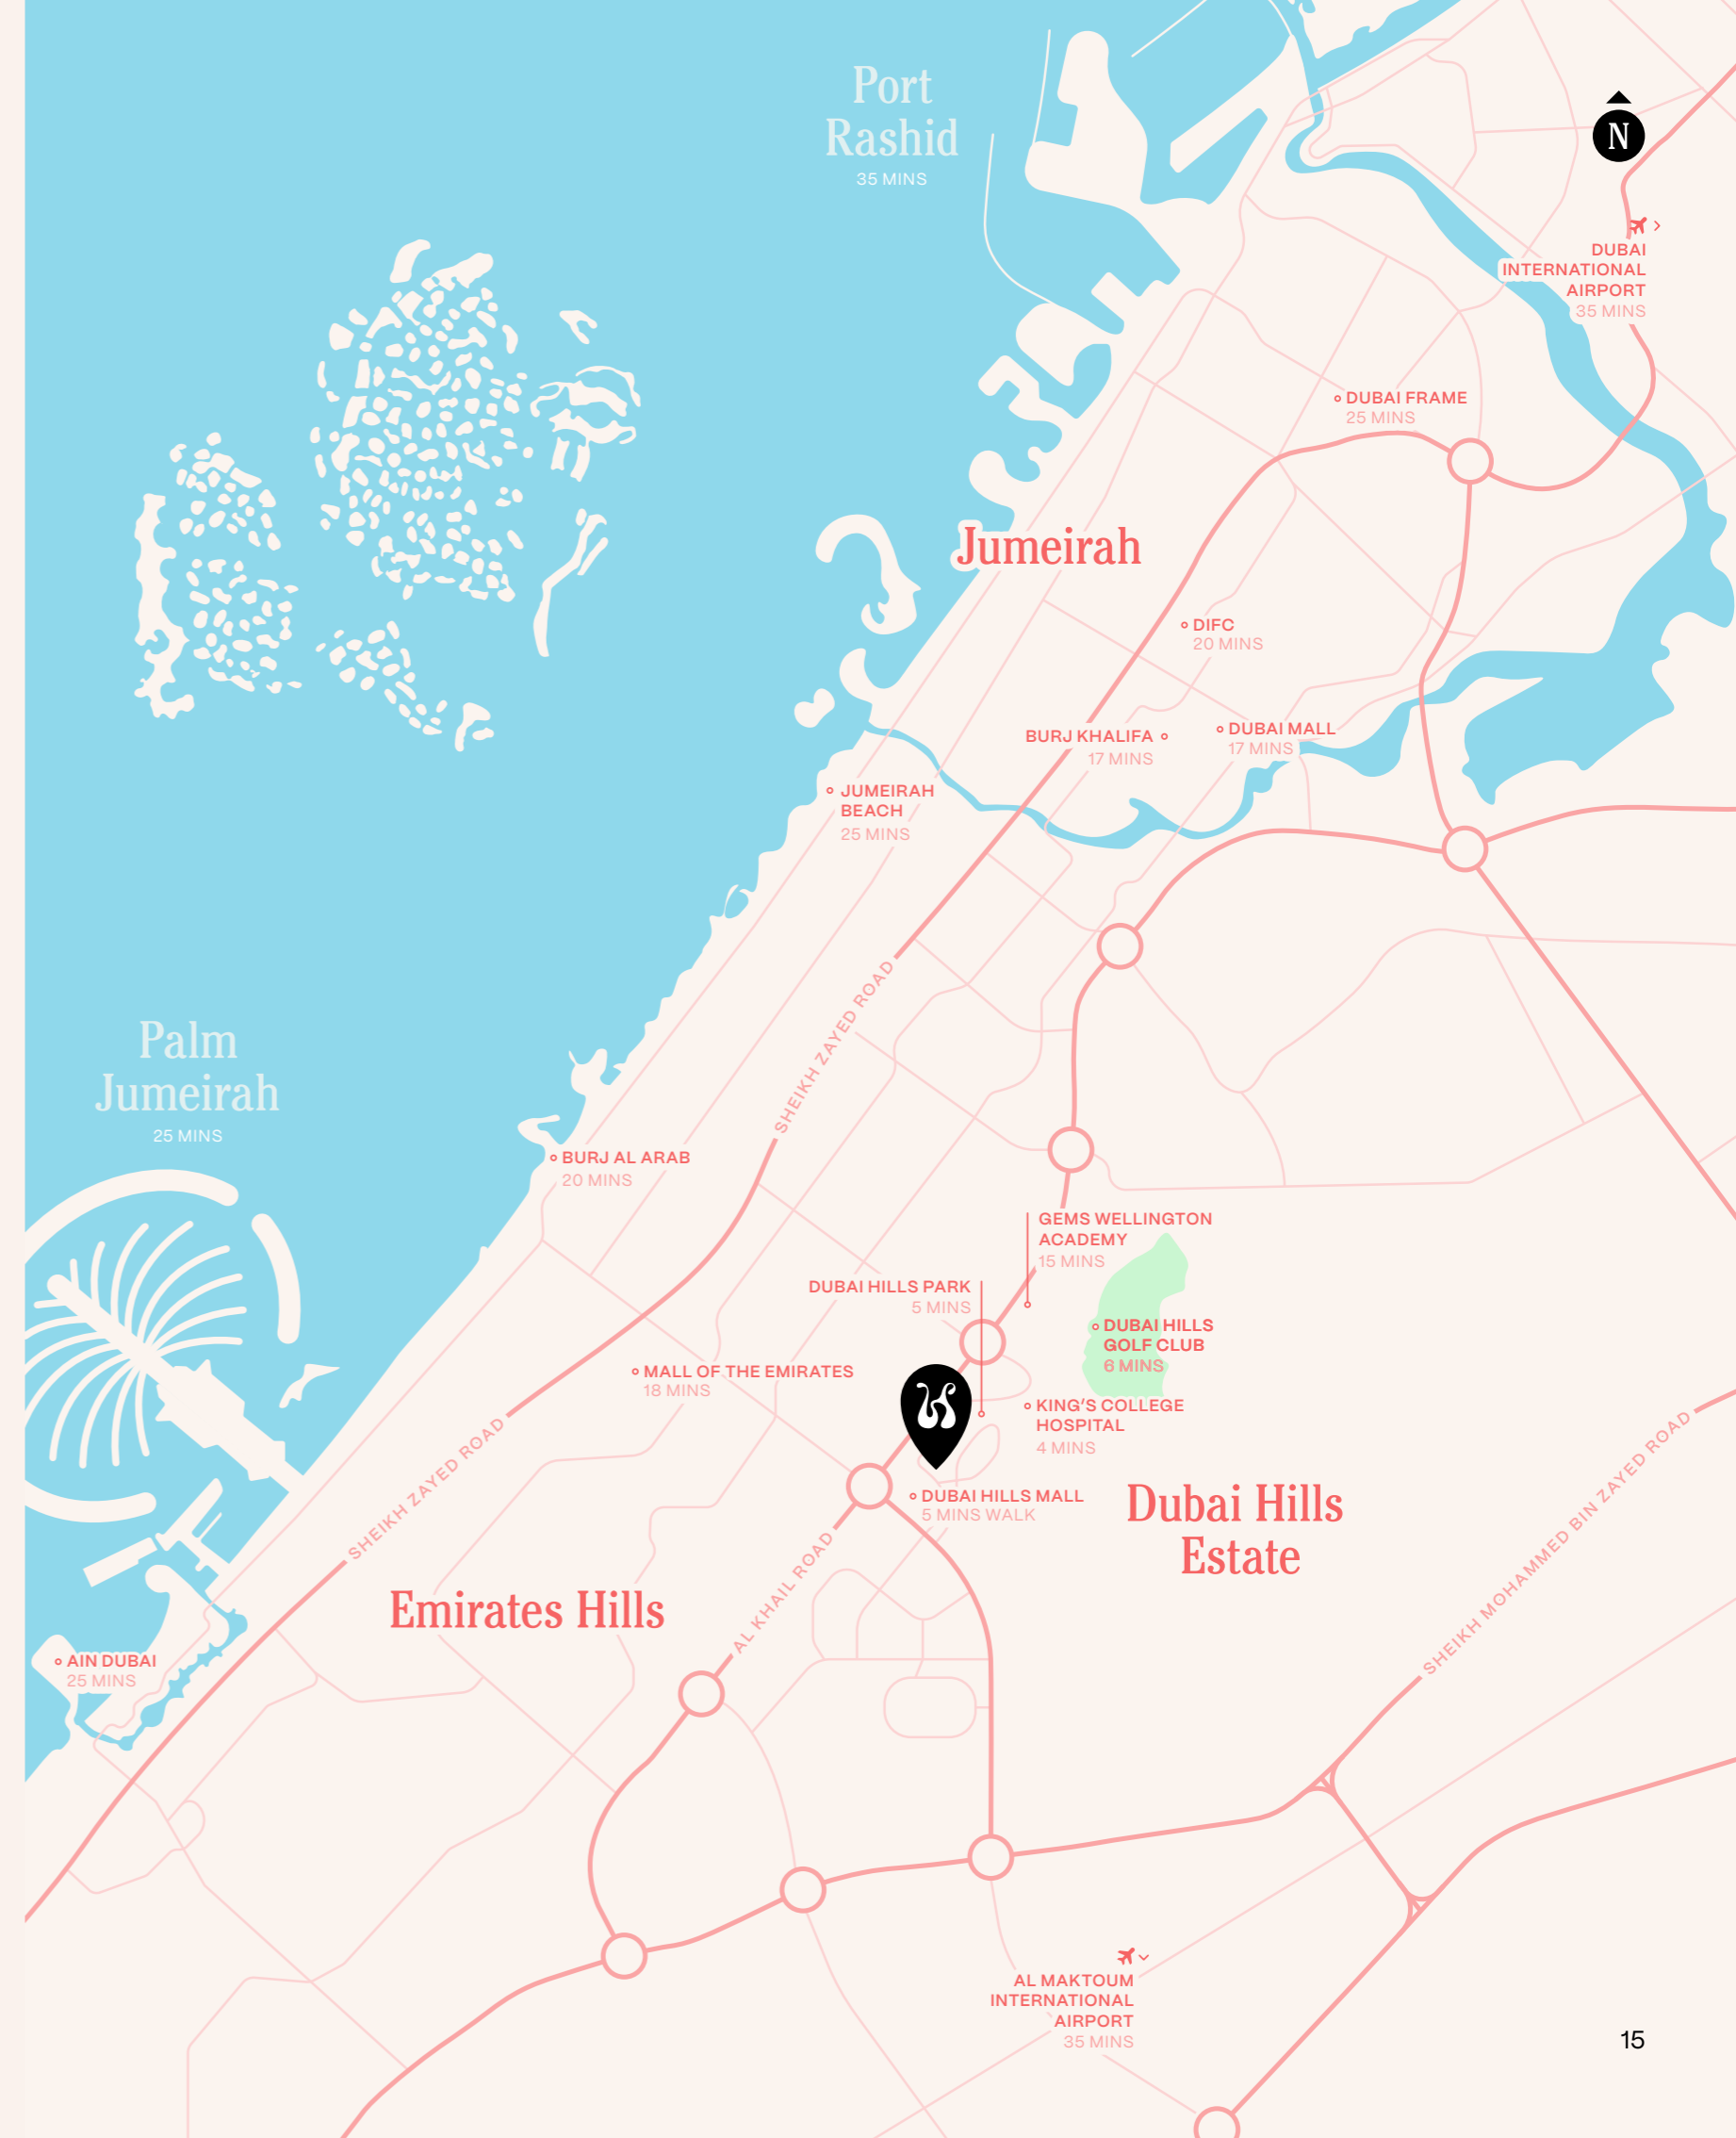 Port
Rashid
35 MINS
N
DUBAI
INTERNATIONAL
AIRPORT
35 MINS
DUBAI FRAME
25 MINS
Jumeirah
DIFC
20 MINS
BURJ KHALIFA
17 MINS
DUBAI MALL
17 MINS
JUMEIRAH
BEACH
25 MINS
SHEIKH ZAYED ROAD
Palm
Jumeirah
25 MINS
BURJ AL ARAB
20 MINS
GEMS WELLINGTON
ACADEMY
15 MINS
DUBAI HILLS PARK
5 MINS
DUBAI HILLS
GOLF CLUB
6 MINS
MALL OF THE EMIRATES
18 MINS
KING'S COLLEGE
HOSPITAL
4 MINS
SHEIKH ZAYED ROAD
DUBAI HILLS MALL
5 MINS WALK
Dubai Hills
Estate
SHEIKH MOHAMMED BIN ZAYED ROAD
AL KHAIL ROAD
Emirates Hills
AIN DUBAI
25 MINS
AL MAKTOUM
INTERNATIONAL
AIRPORT
35 MINS
15